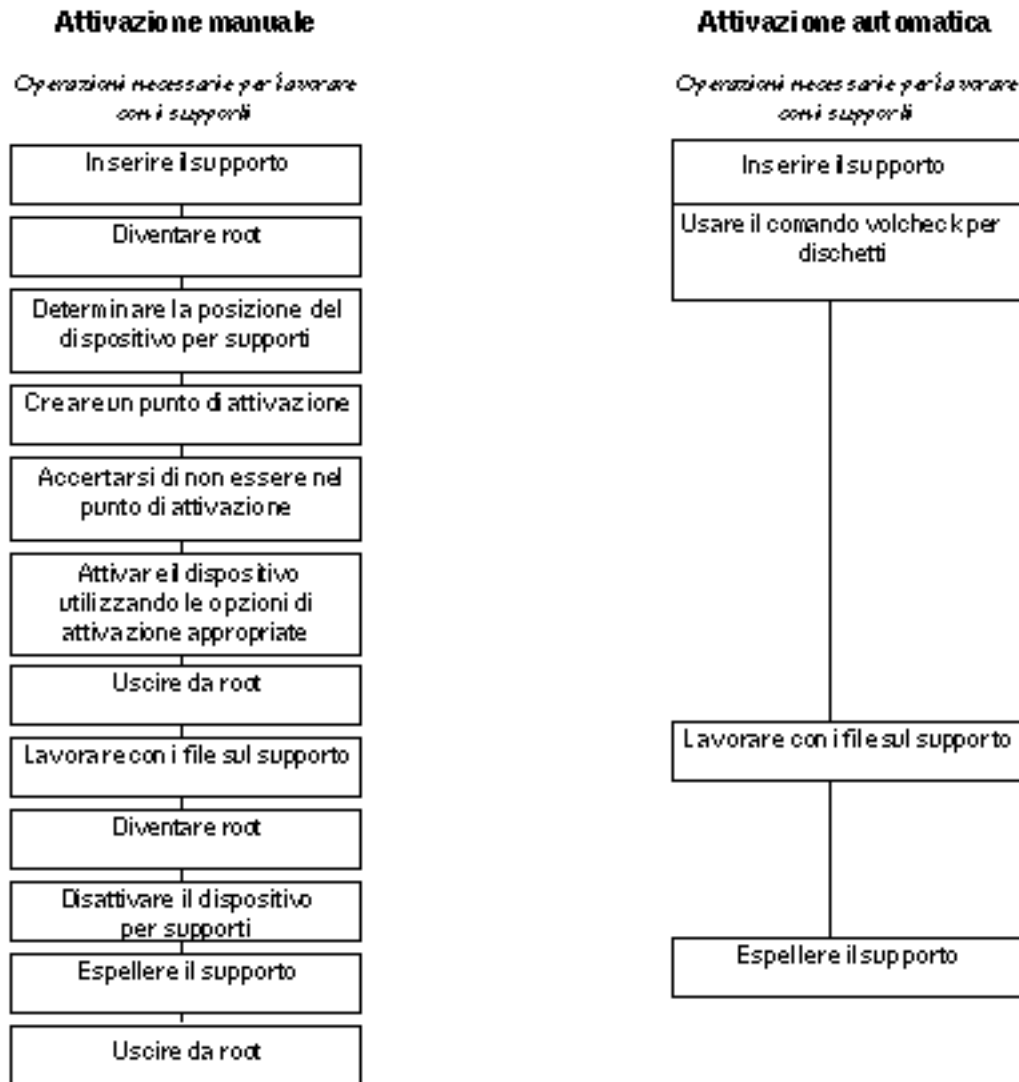 Attivazione manuale
Operazioni necessarie per lavorare
con i supporti
Inserire il supporto
Diventare root
Determinare la posizione del
dispositivo per supporti
Creare un punto di attivazione
Accertarsi di non essere nel
punto di attivazione
Attivare il dispositivo
utilizzando le opzioni di
attivazione appropriate
Uscire da root
Lavorare con i file sul supporto
Diventare root
Disattivare il dispositivo
per supporti
Espellere il supporto
Uscire da root
Attivazione automatica
Operazioni necessarie per lavorare
con i supporti
Inserire il supporto
Usare il comando volcheck per
dischetti
Lavorare con i file sul supporto
Espellere il supporto